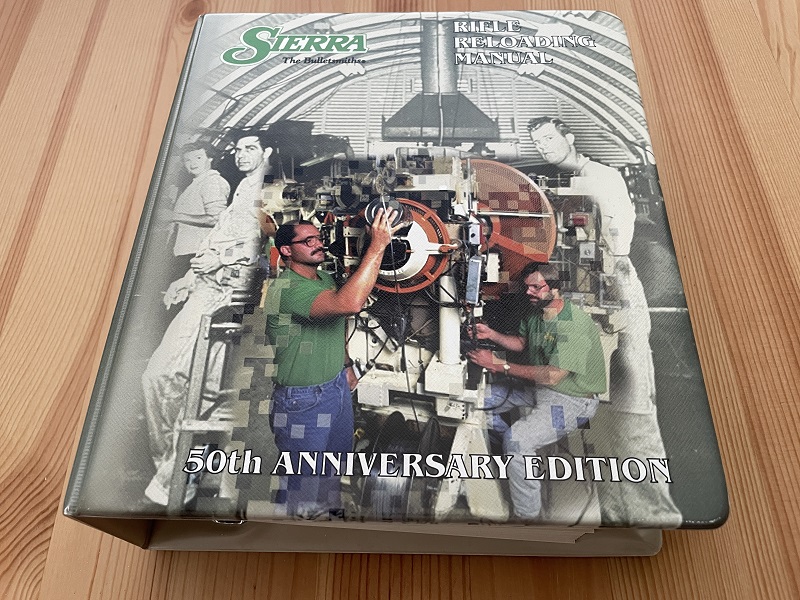 SIERRA
The Bulletsmiths®
RIFLE
RELOADING
MANUAL
50th ANNIVERSARY EDITION